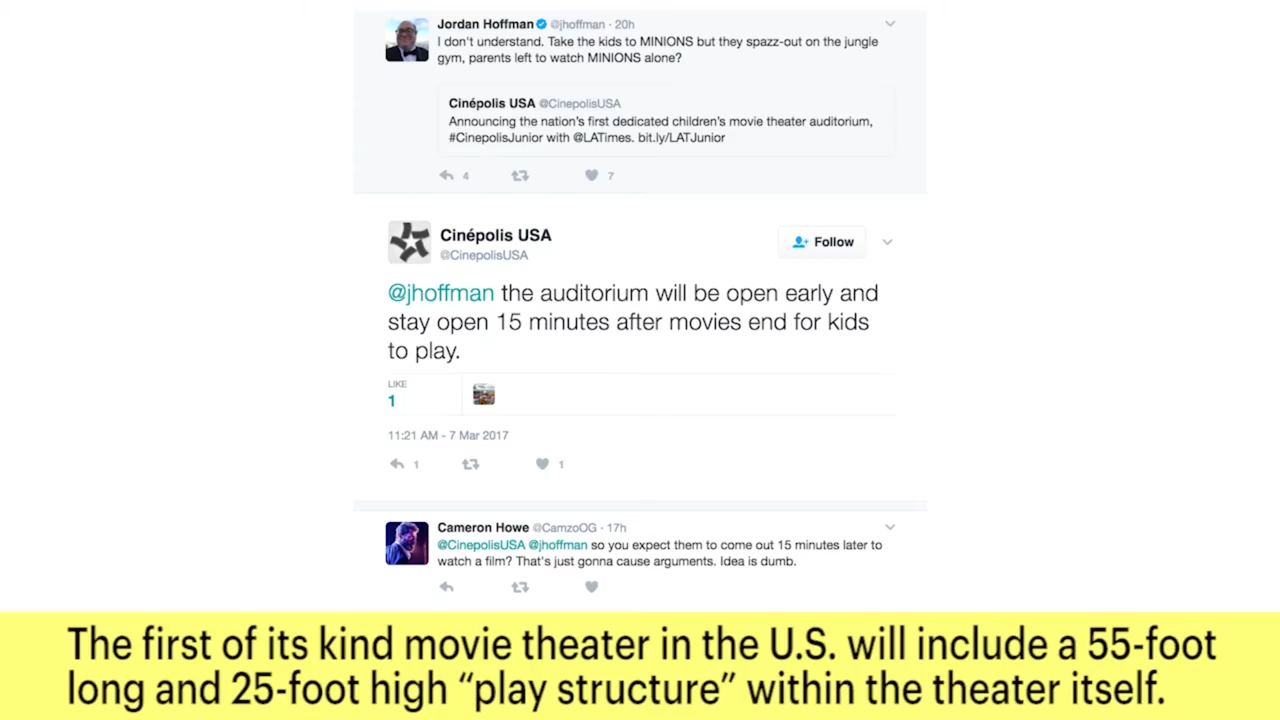 Jordan Hoffman @jhoffman · 20h
I don't understand. Take the kids to MINIONS but they spazz-out on the jungle
gym, parents left to watch MINIONS alone?
Cinépolis USA @CinepolisUSA
Announcing the nation's first dedicated children's movie theater auditorium,
#CinepolisJunior with @LATimes. bit.ly/LATJunior
4 7
Cinépolis USA
@CinepolisUSA
Follow
@jhoffman the auditorium will be open early and
stay open 15 minutes after movies end for kids
to play.
LIKE
1
11:21 AM - 7 Mar 2017
1 1
Cameron Howe @CamzoOG · 17h
@CinepolisUSA @jhoffman so you expect them to come out 15 minutes later to
watch a film? That's just gonna cause arguments. Idea is dumb.
The first of its kind movie theater in the U.S. will include a 55-foot
long and 25-foot high “play structure” within the theater itself.